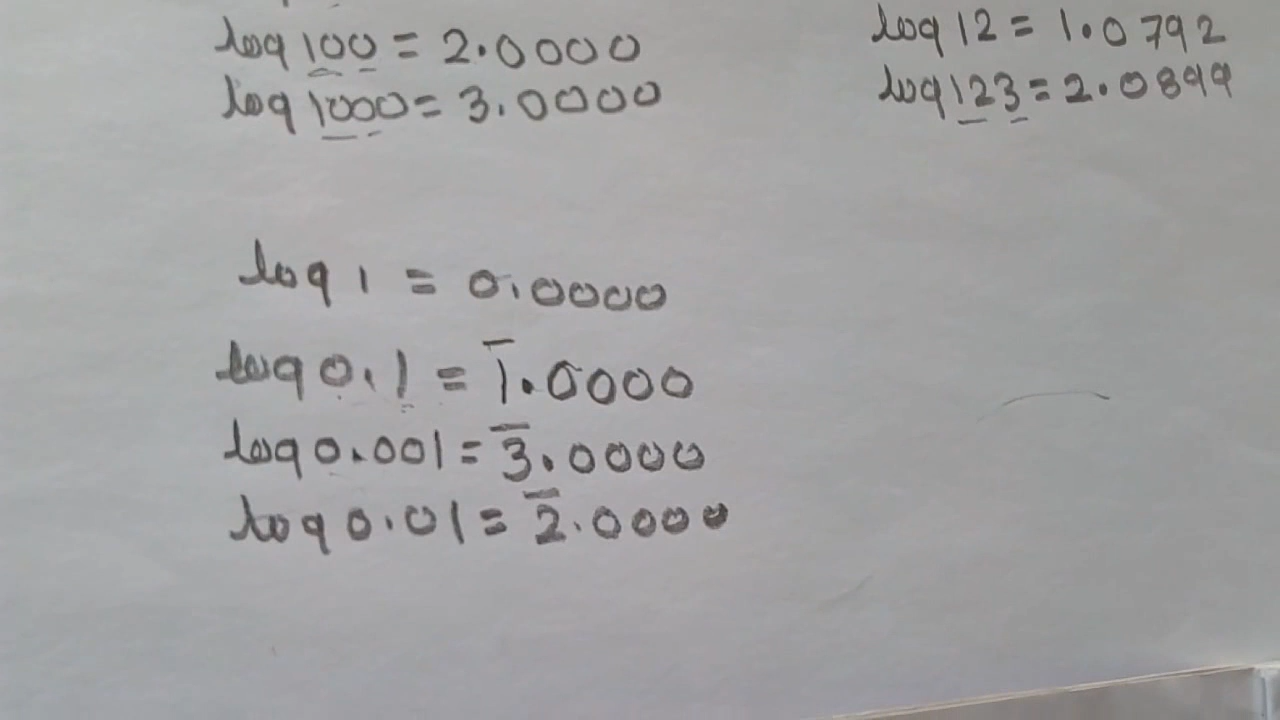 log 100 = 2.0000
log 1000 = 3.0000
log 12 = 1.0792
log 123 = 2.0899
log 1 = 0.0000
log 0.1 = 1̅.0000
log 0.001 = 3̅.0000
log 0.01 = 2̅.0000